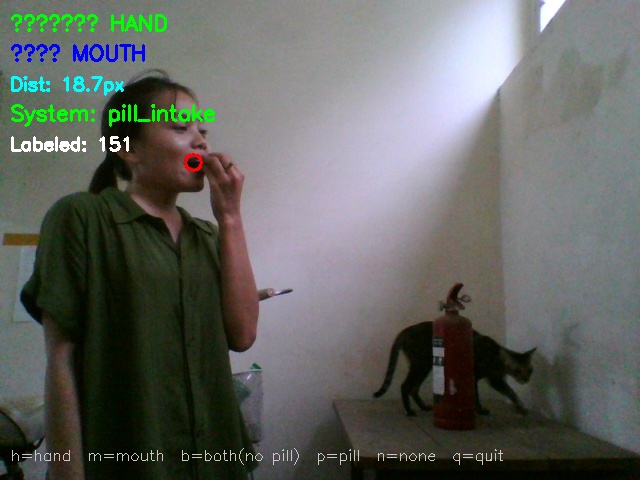 ??????? HAND
???? MOUTH
Dist: 18.7px
System: pill_intake
Labeled: 151
h=hand m=mouth b=both(no pill) p=pill n=none q=quit